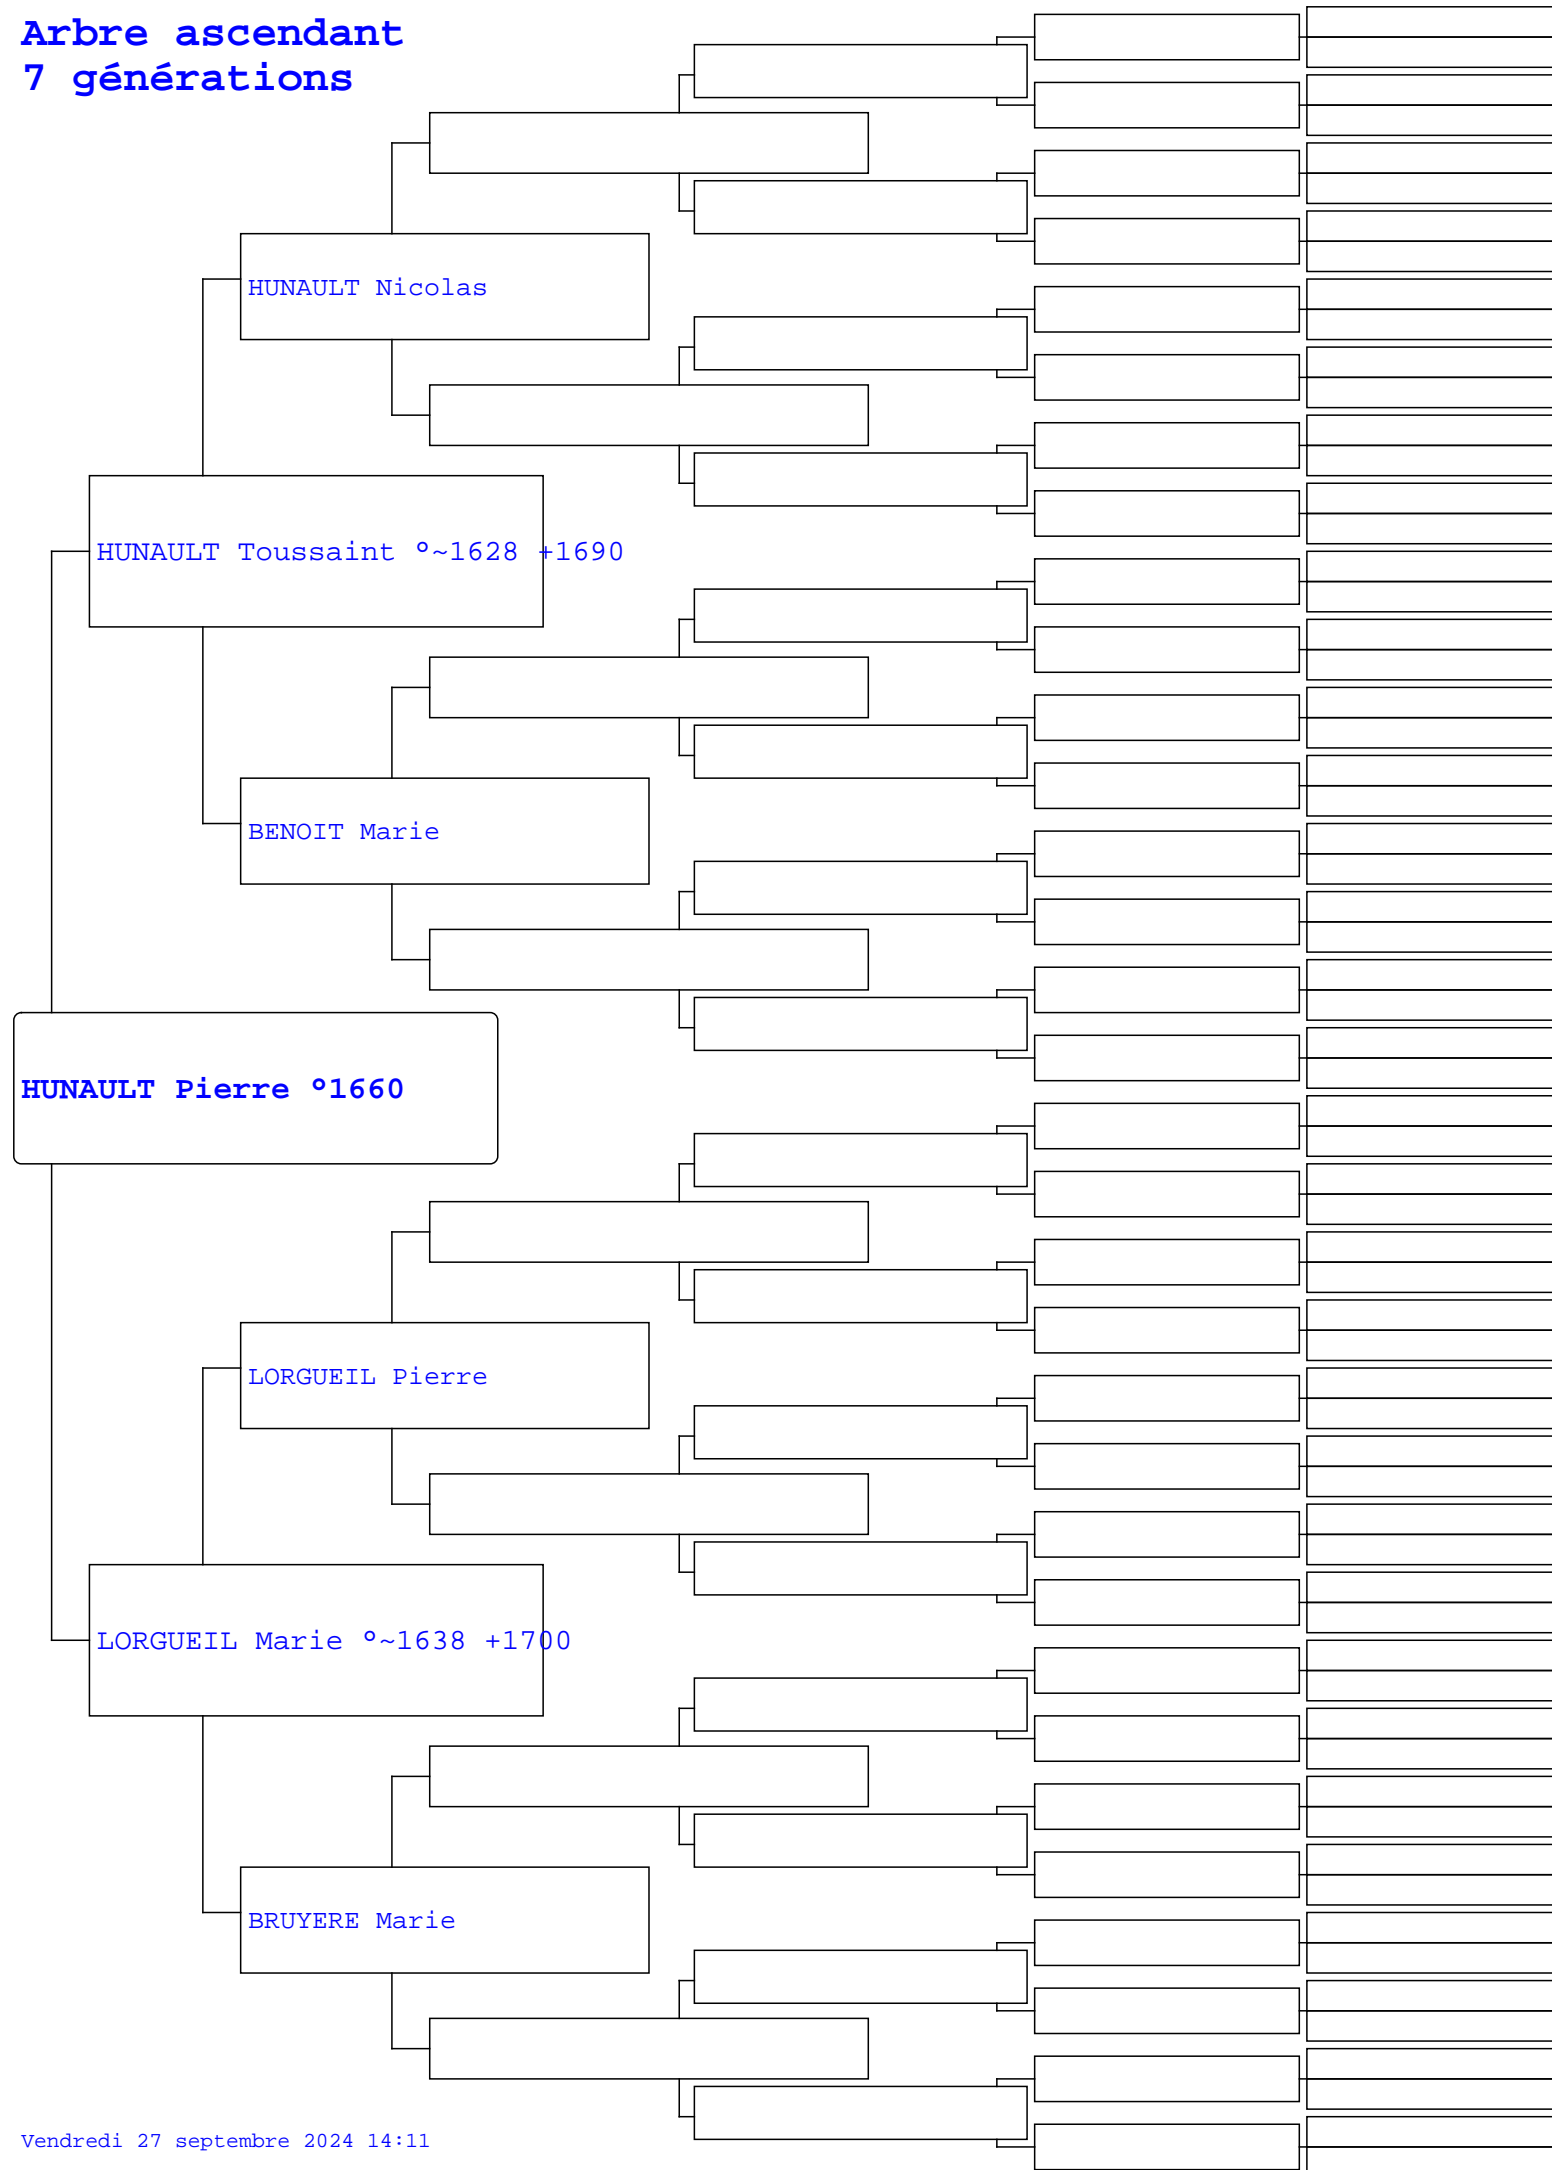 Arbre ascendant
7 générations
HUNAULT Nicolas
HUNAULT Toussaint °~1628 +1690
BENOIT Marie
HUNAULT Pierre °1660
LORGUEIL Pierre
LORGUEIL Marie °~1638 +1700
BRUYERE Marie
Vendredi 27 septembre 2024 14:11